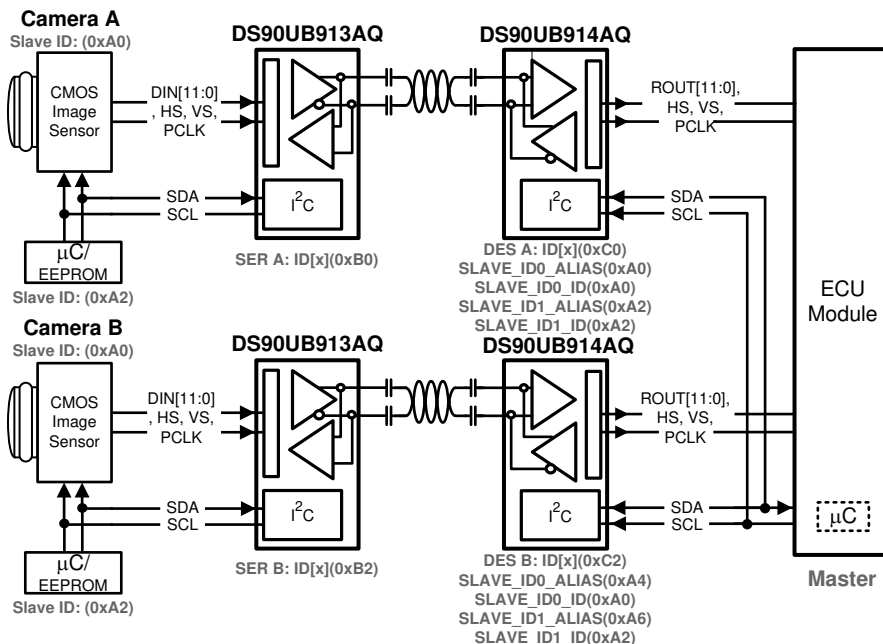 Camera A
Slave ID: (0xA0)
DS90UB913AQ
DS90UB914AQ
CMOS
Image
Sensor
DIN[11:0]
, HS, VS,
PCLK
ROUT[11:0],
HS, VS,
PCLK
SDA
SCL
I²C
I²C
SDA
SCL
µC/
EEPROM
Slave ID: (0xA2)
SER A: ID[x](0xB0)
DES A: ID[x](0xC0)
SLAVE_ID0_ALIAS(0xA0)
SLAVE_ID0_ID(0xA0)
SLAVE_ID1_ALIAS(0xA2)
SLAVE_ID1_ID(0xA2)
ECU
Module
Camera B
Slave ID: (0xA0)
DS90UB913AQ
DS90UB914AQ
CMOS
Image
Sensor
DIN[11:0]
, HS, VS,
PCLK
ROUT[11:0],
HS, VS,
PCLK
SDA
SCL
I²C
I²C
SDA
SCL
µC
µC/
EEPROM
Slave ID: (0xA2)
SER B: ID[x](0xB2)
DES B: ID[x](0xC2)
SLAVE_ID0_ALIAS(0xA4)
SLAVE_ID0_ID(0xA0)
SLAVE_ID1_ALIAS(0xA6)
SLAVE_ID1_ID(0xA2)
Master